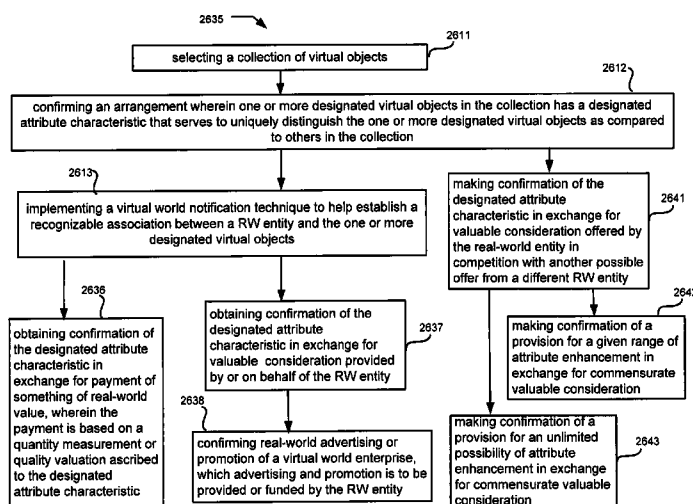 2635
2611
selecting a collection of virtual objects
2612
confirming an arrangement wherein one or more designated virtual objects in the collection has a designated
attribute characteristic that serves to uniquely distinguish the one or more designated virtual objects as compared
to others in the collection
2613
implementing a virtual world notification technique to help establish a
recognizable association between a RW entity and the one or more
designated virtual objects
making confirmation of the
designated attribute
characteristic in exchange for
valuable consideration offered by
the real-world entity in
competition with another possible
offer from a different RW entity
2641
2636
obtaining confirmation of
the designated attribute
characteristic in
exchange for payment of
something of real-world
value, wherein the
payment is based on a
quantity measurement or
quality valuation ascribed
to the designated
attribute characteristic
obtaining confirmation of the
designated attribute
characteristic in exchange for
valuable consideration provided
by or on behalf of the RW entity
2637
making confirmation of a
provision for a given range of
attribute enhancement in
exchange for commensurate
valuable consideration
2638
confirming real-world advertising or
promotion of a virtual world enterprise,
which advertising and promotion is to be
provided or funded by the RW entity
making confirmation of a
provision for an unlimited
possibility of attribute
enhancement in exchange
for commensurate valuable
consideration
2643